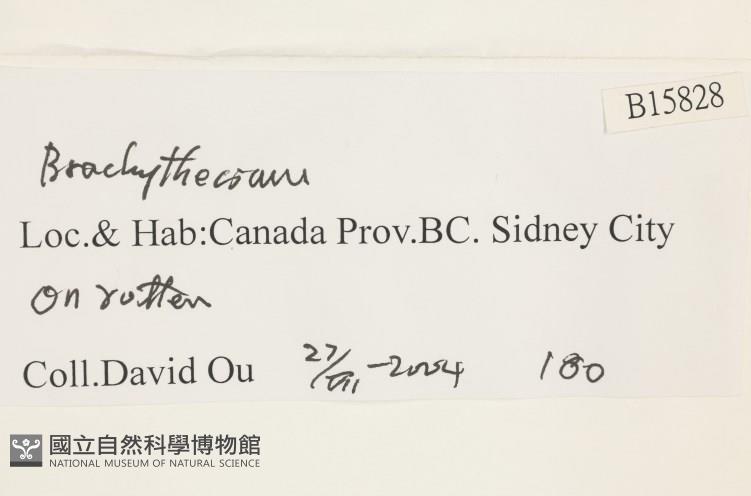 B15828
Brachythecium
Loc.& Hab:Canada Prov.BC. Sidney City
on rotten
Coll.David Ou 27/VII-2004 180
國立自然科學博物館
NATIONAL MUSEUM OF NATURAL SCIENCE